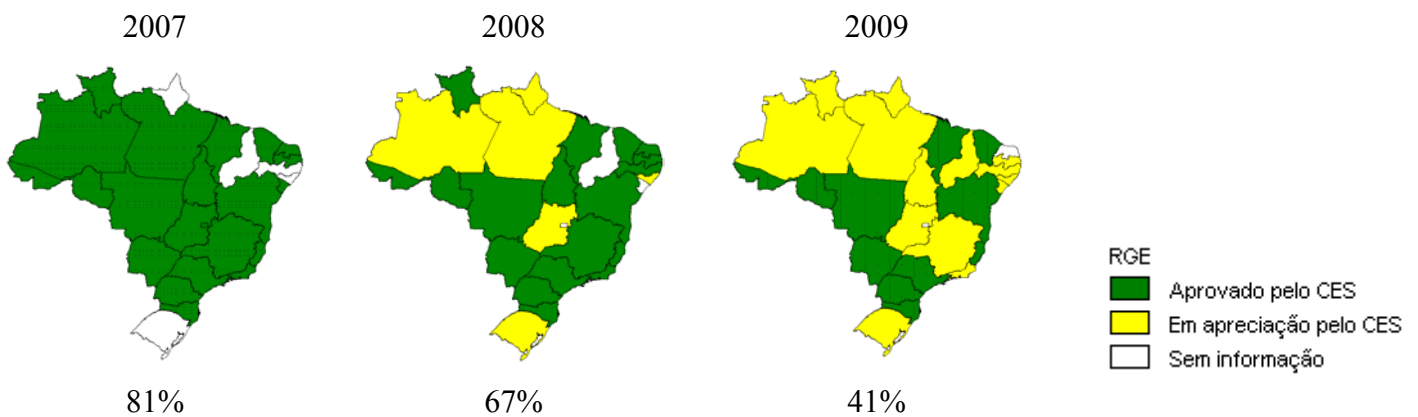 2007
2008
2009
RGE
Aprovado pelo CES
Em apreciação pelo CES
Sem informação
81%
67%
41%